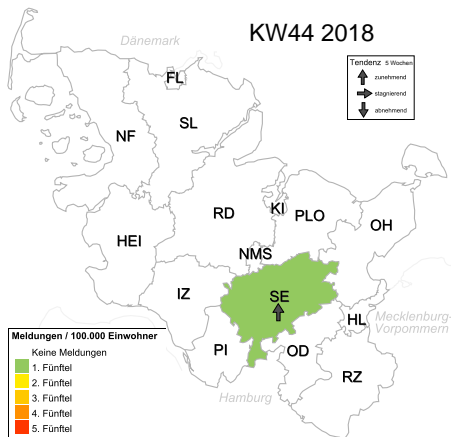 KW44 2018
Dänemark
Tendenz 5 Wochen
zunehmend
stagnierend
abnehmend
FL
SL
NF
RD
KI
PLO
OH
HEI
NMS
IZ
SE
HL
Mecklenburg-
Vorpommern
PI
OD
RZ
Hamburg
Meldungen / 100.000 Einwohner
Keine Meldungen
1. Fünftel
2. Fünftel
3. Fünftel
4. Fünftel
5. Fünftel